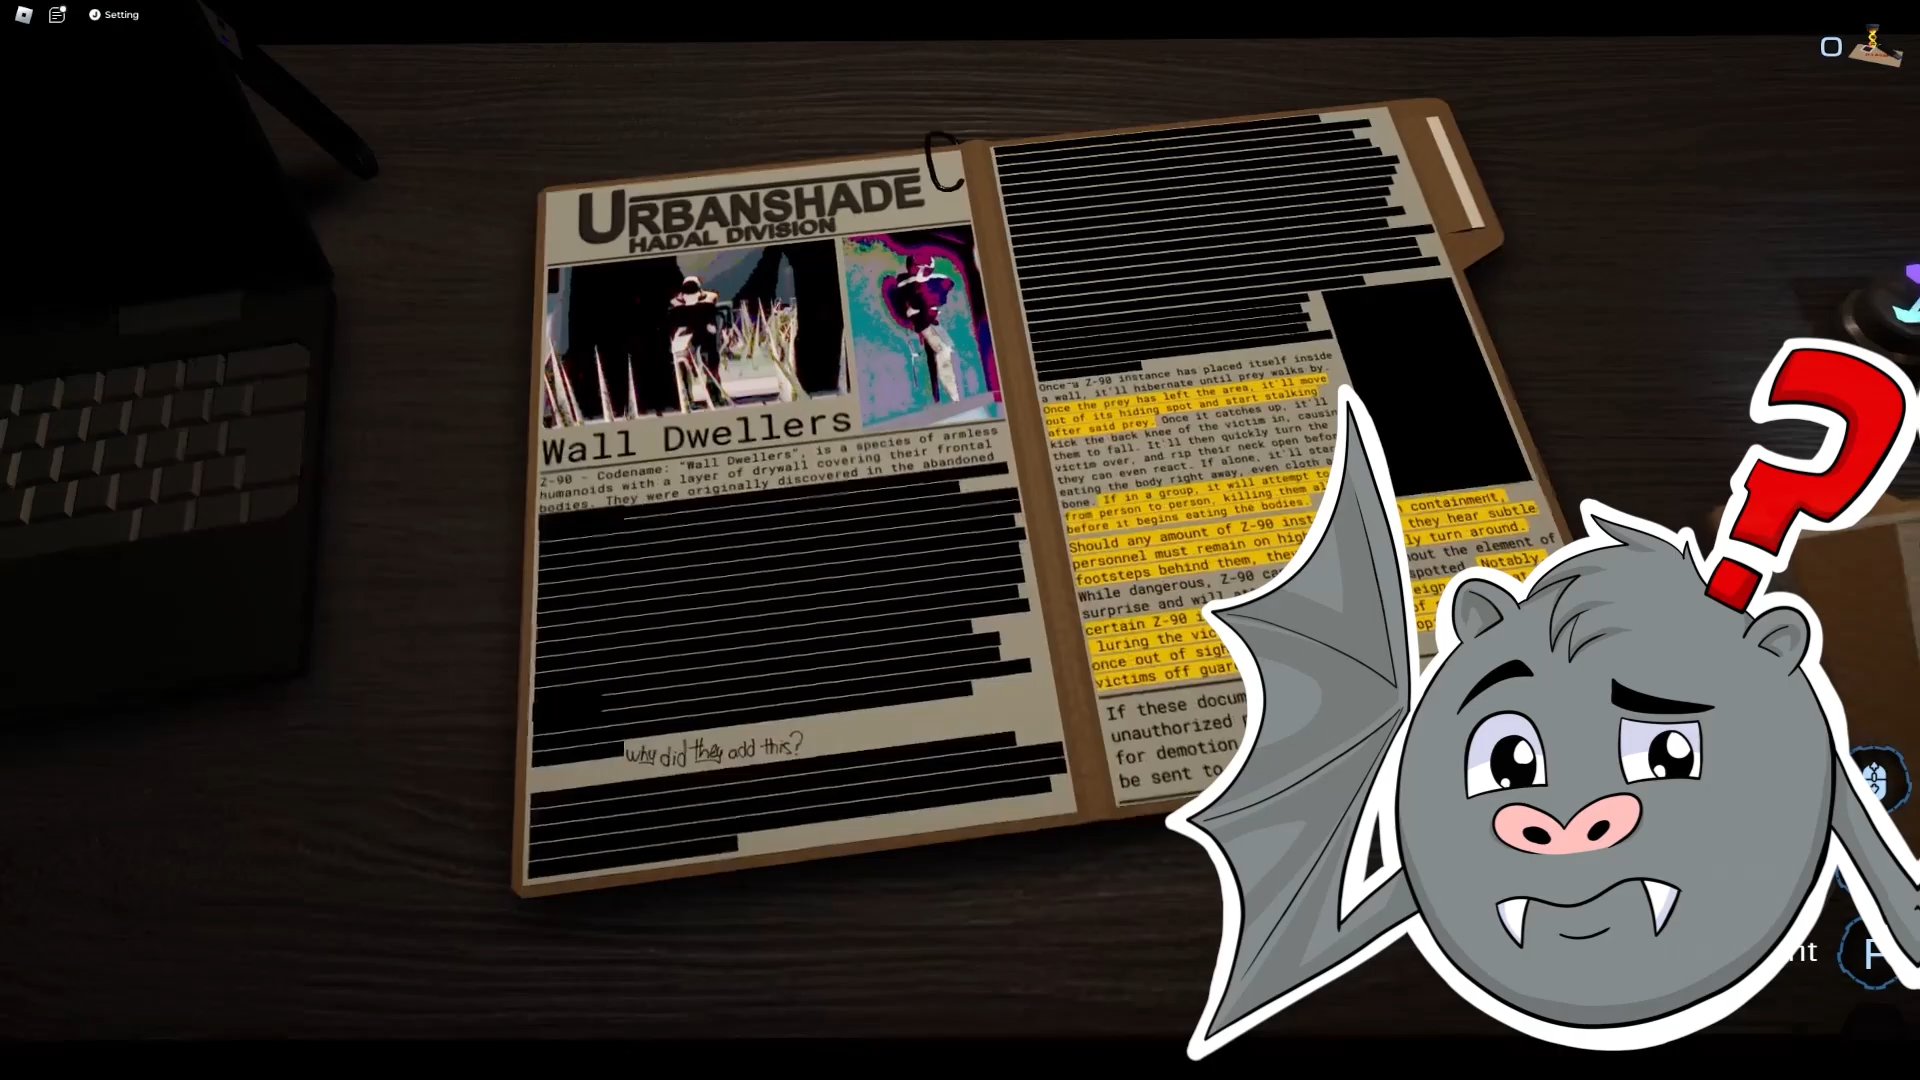 Setting
URBANSHADE
HADAL DIVISION
Wall Dwellers
Z-90 - Codename: "Wall Dwellers", is a species of armless
humanoids with a layer of drywall covering their frontal
bodies. They were originally discovered in the abandoned
why did they add this?
Once a Z-90 instance has placed itself inside
a wall, it'll hibernate until prey walks by.
Once the prey has left the area, it'll move
out of its hiding spot and start stalking
after said prey. Once it catches up, it'll
kick the back knee of the victim in, causing
them to fall. It'll then quickly turn the
victim over, and rip their neck open before
they can even react. If alone, it'll start
eating the body right away, even cloth a
bone. If in a group, it will attempt to
from person to person, killing them al
before it begins eating the bodies.
Should any amount of Z-90 inst containment,
personnel must remain on high they hear subtle
footsteps behind them, they ly turn around.
While dangerous, Z-90 ca out the element of
surprise and will spotted. Notably
certain Z-90 i eign
luring the vic of
once out of sigh
victims off guar
If these docum
unauthorized
for demotion
be sent to
nt